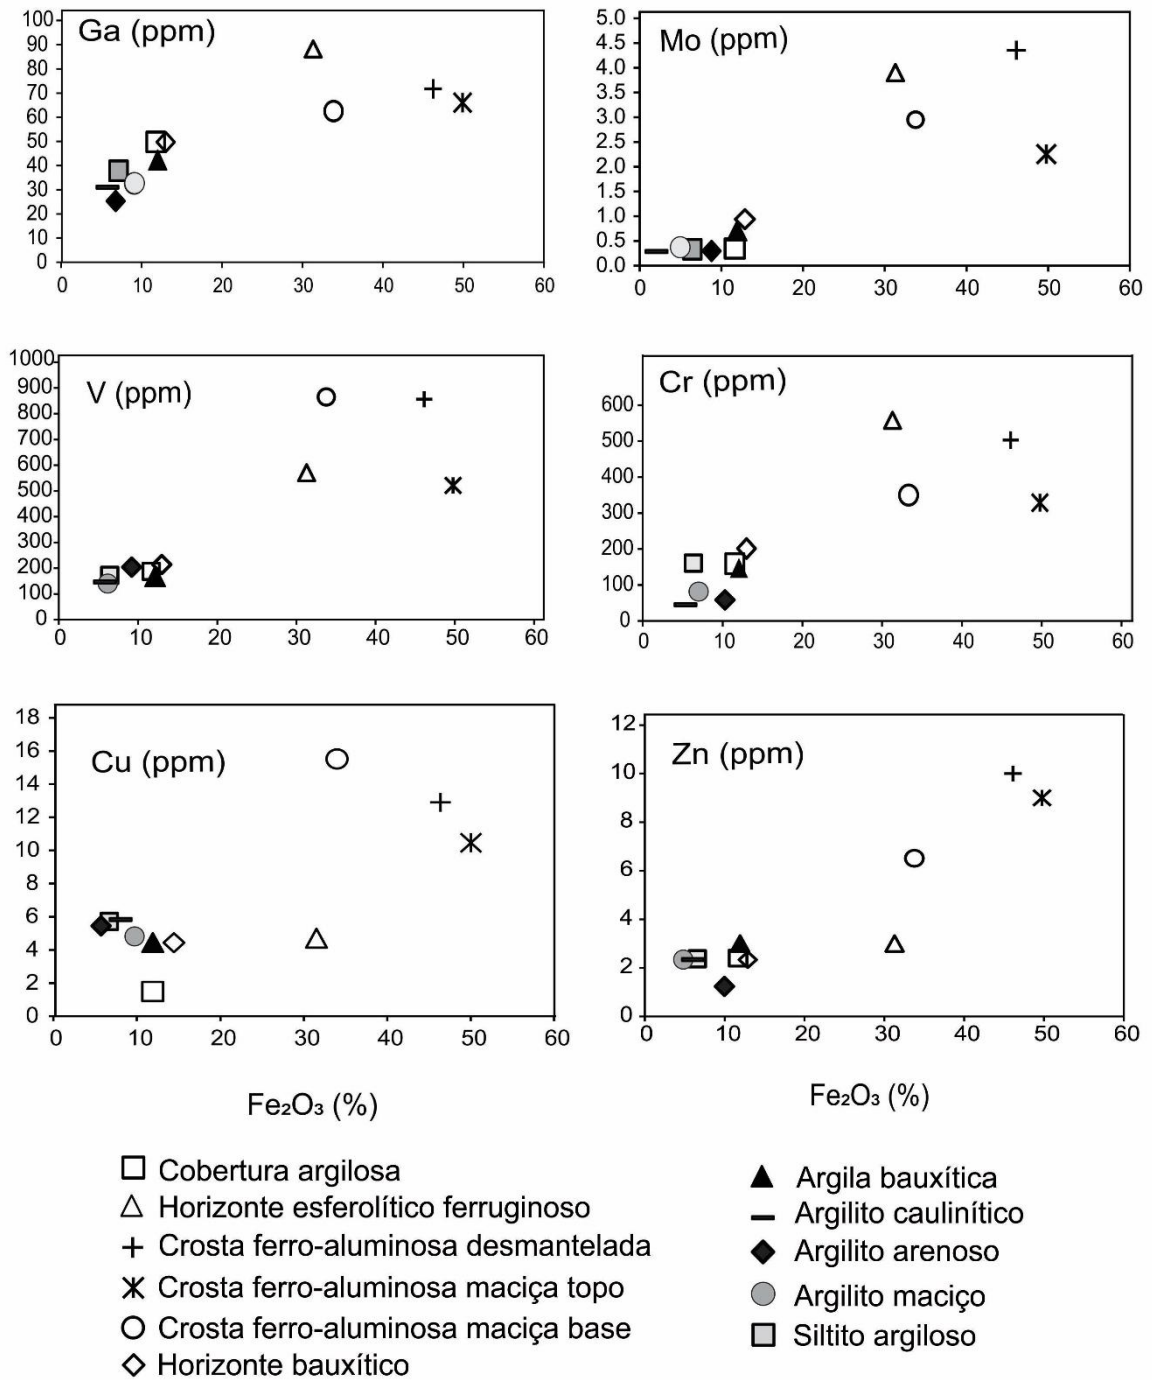 Ga (ppm)
100
90
80
70
60
50
40
30
20
10
0
0 10 20 30 40 50 60
Mo (ppm)
5.0
4.5
4.0
3.5
3.0
2.5
2.0
1.5
1.0
0.5
0.0
0 10 20 30 40 50 60
V (ppm)
1000
900
800
700
600
500
400
300
200
100
0
0 10 20 30 40 50 60
Cr (ppm)
600
500
400
300
200
100
0
0 10 20 30 40 50 60
Cu (ppm)
18
16
14
12
10
8
6
4
2
0
0 10 20 30 40 50 60
Zn (ppm)
12
10
8
6
4
2
0
0 10 20 30 40 50 60
Fe₂O₃ (%)
Fe₂O₃ (%)
Cobertura argilosa
Horizonte esferolítico ferruginoso
Crosta ferro-aluminosa desmantelada
Crosta ferro-aluminosa maciça topo
Crosta ferro-aluminosa maciça base
Horizonte bauxítico
Argila bauxítica
Argilito caulinítico
Argilito arenoso
Argilito maciço
Siltito argiloso